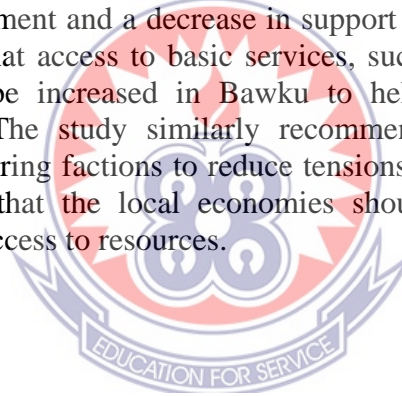 ment and a decrease in support
at access to basic services, suc
be increased in Bawku to hel
The study similarly recommer
ring factions to reduce tensions
that the local economies shou
ccess to resources.
EDUCATION FOR SERVICE